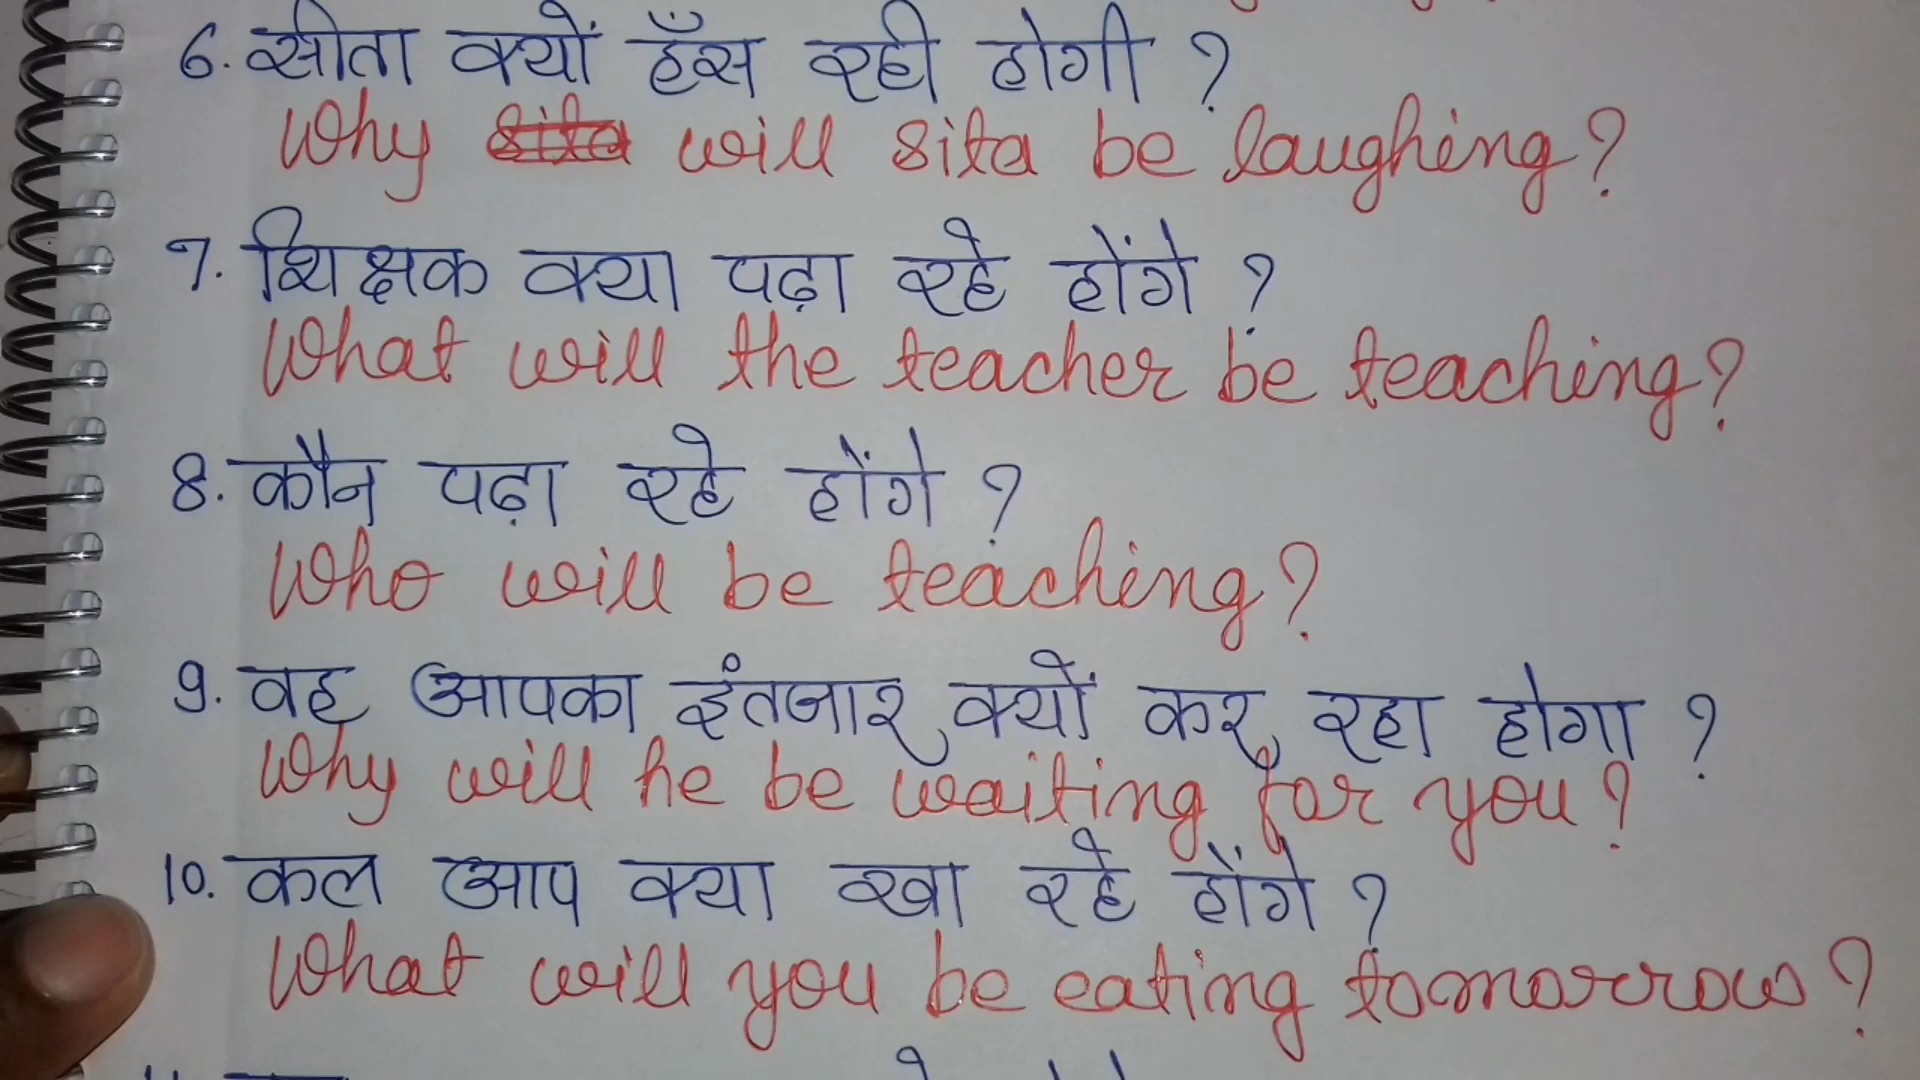 6. सीता क्यों हँस रही होगी ?
Why will sita be laughing?
7. शिक्षक क्या पढ़ा रहे होंगे ?
What will the teacher be teaching?
8. कौन पढ़ा रहे होंगे ?
Who will be teaching?
9. वह आपका इंतजार क्यों कर रहा होगा ?
Why will he be waiting for you?
10. कल आप क्या खा रहे होंगे ?
What will you be eating tomorrow?